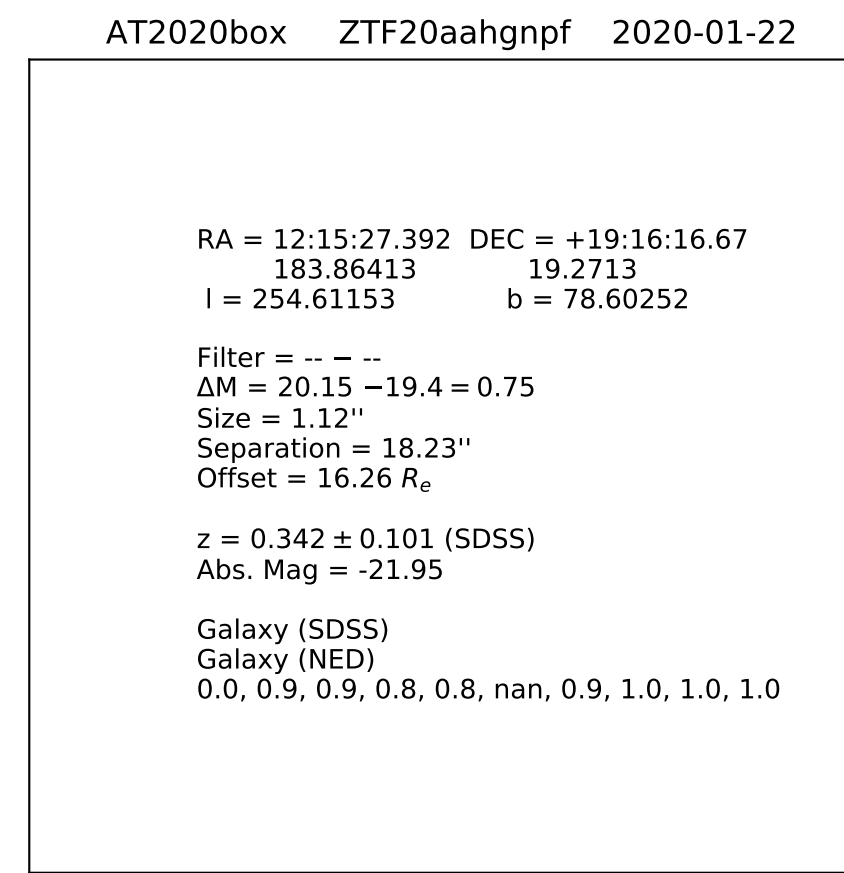 AT2020box ZTF20aahgnpf 2020-01-22
RA = 12:15:27.392 DEC = +19:16:16.67
183.86413 19.2713
l = 254.61153 b = 78.60252
Filter = -- − --
ΔM = 20.15 −19.4 = 0.75
Size = 1.12''
Separation = 18.23''
Offset = 16.26 Rₑ
z = 0.342 ± 0.101 (SDSS)
Abs. Mag = -21.95
Galaxy (SDSS)
Galaxy (NED)
0.0, 0.9, 0.9, 0.8, 0.8, nan, 0.9, 1.0, 1.0, 1.0